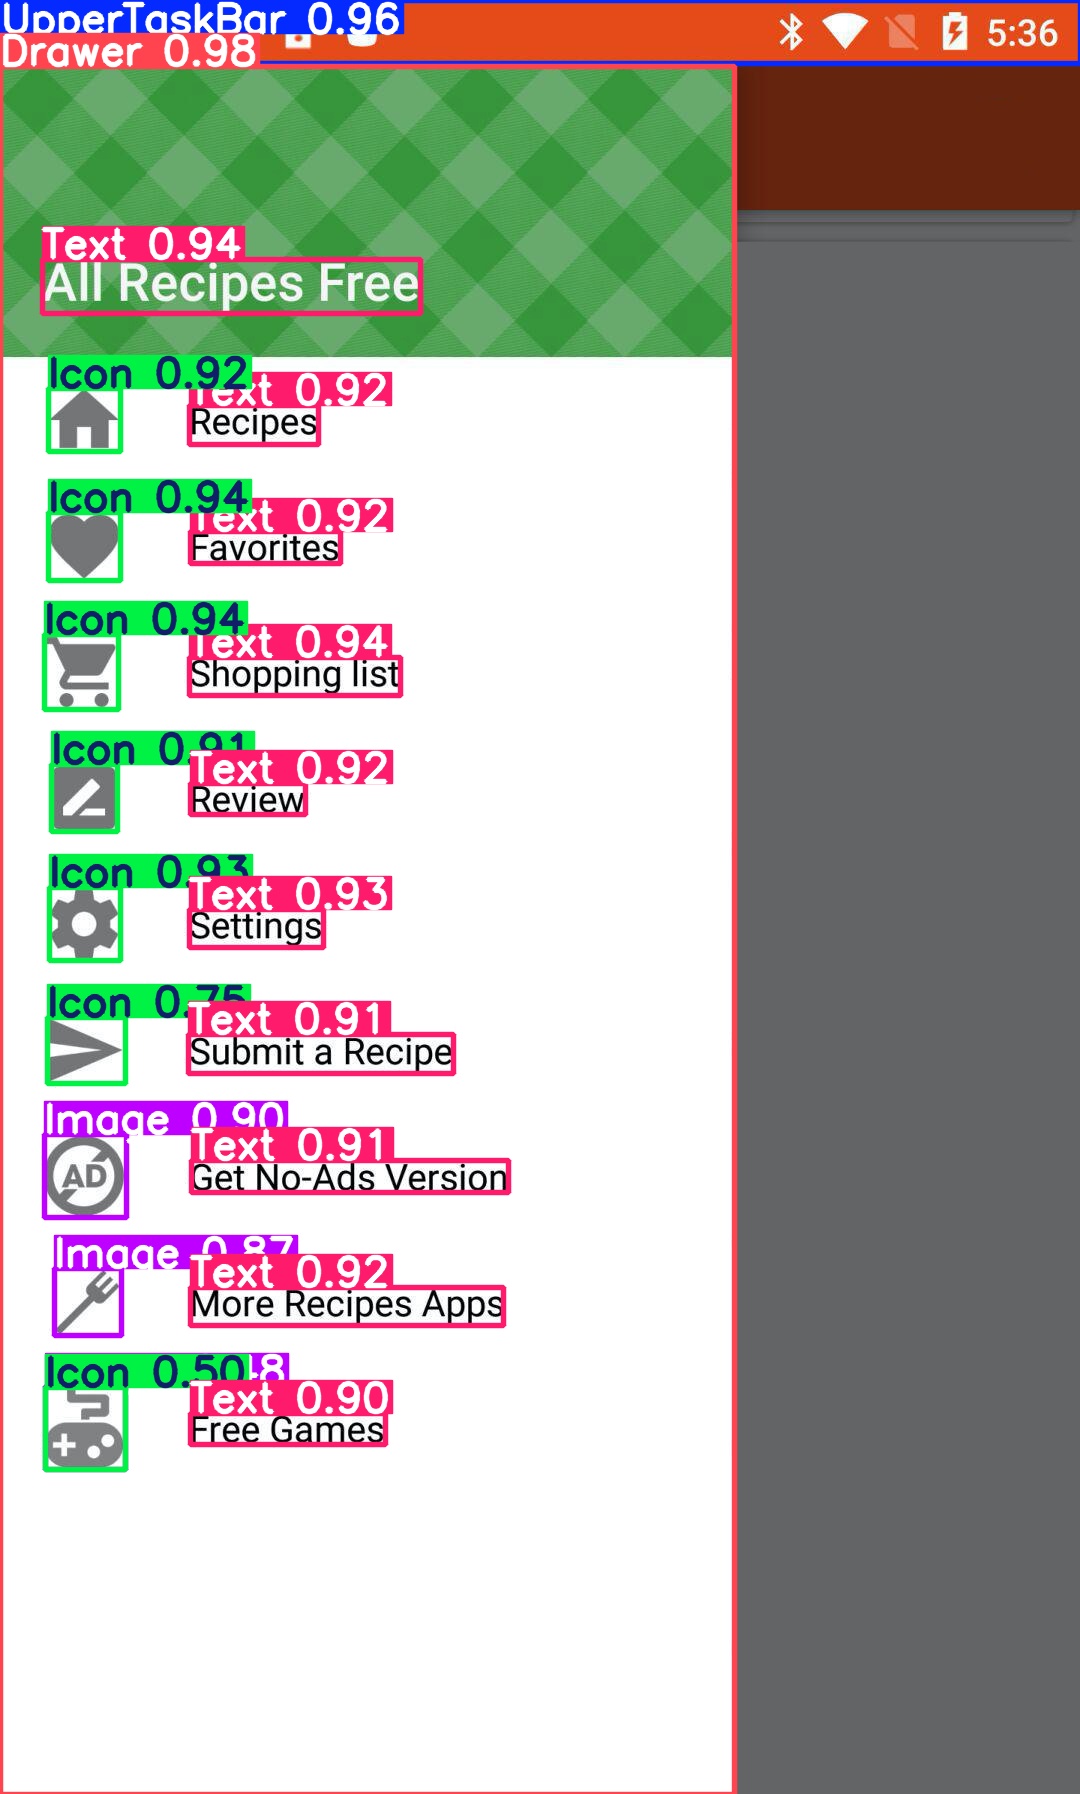 UpperTaskBar 0.96
5:36
Drawer 0.98
Text 0.94
All Recipes Free
Icon 0.92
Text 0.92
Recipes
Icon 0.94
Text 0.92
Favorites
Icon 0.94
Text 0.94
Shopping list
Icon 0.91
Text 0.92
Review
Icon 0.93
Text 0.93
Settings
Icon 0.75
Text 0.91
Submit a Recipe
Image 0.90
Text 0.91
AD
Get No-Ads Version
Image 0.87
Text 0.92
More Recipes Apps
Icon 0.50
Text 0.90
Free Games